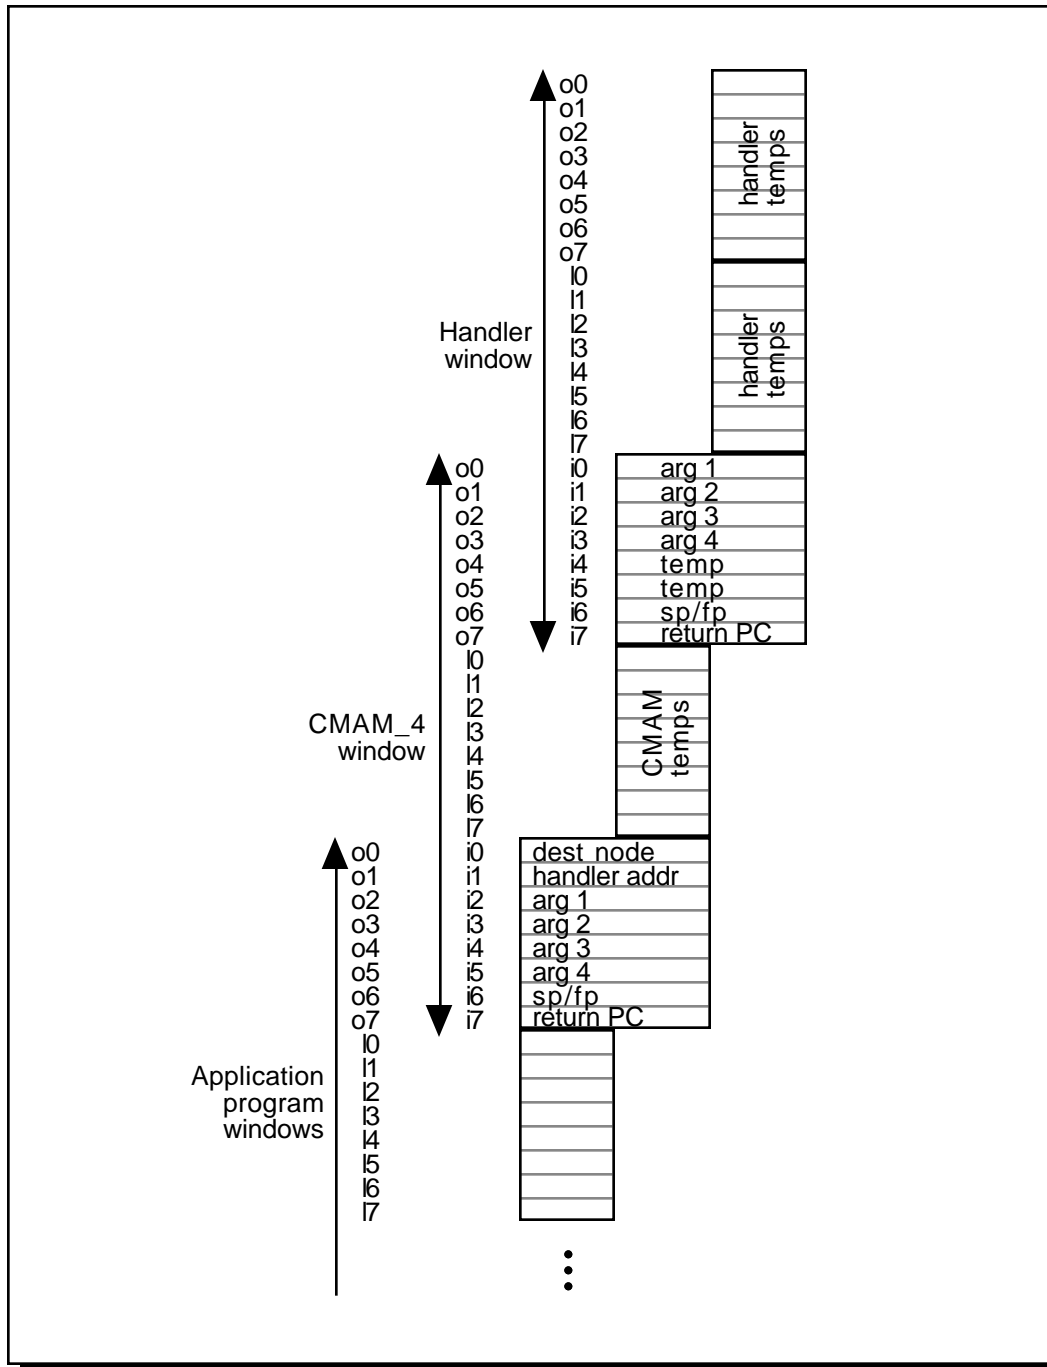 o0
o1
o2
o3
o4
o5
o6
o7
handler
temps
l0
l1
l2
l3
l4
l5
l6
l7
handler
temps
Handler
window
o0 i0 arg 1
o1 i1 arg 2
o2 i2 arg 3
o3 i3 arg 4
o4 i4 temp
o5 i5 temp
o6 i6 sp/fp
o7 i7 return PC
l0
l1
l2
l3
l4
l5
l6
l7
CMAM
temps
CMAM_4
window
o0 i0 dest node
o1 i1 handler addr
o2 i2 arg 1
o3 i3 arg 2
o4 i4 arg 3
o5 i5 arg 4
o6 i6 sp/fp
o7 i7 return PC
l0
l1
l2
l3
l4
l5
l6
l7
Application
program
windows